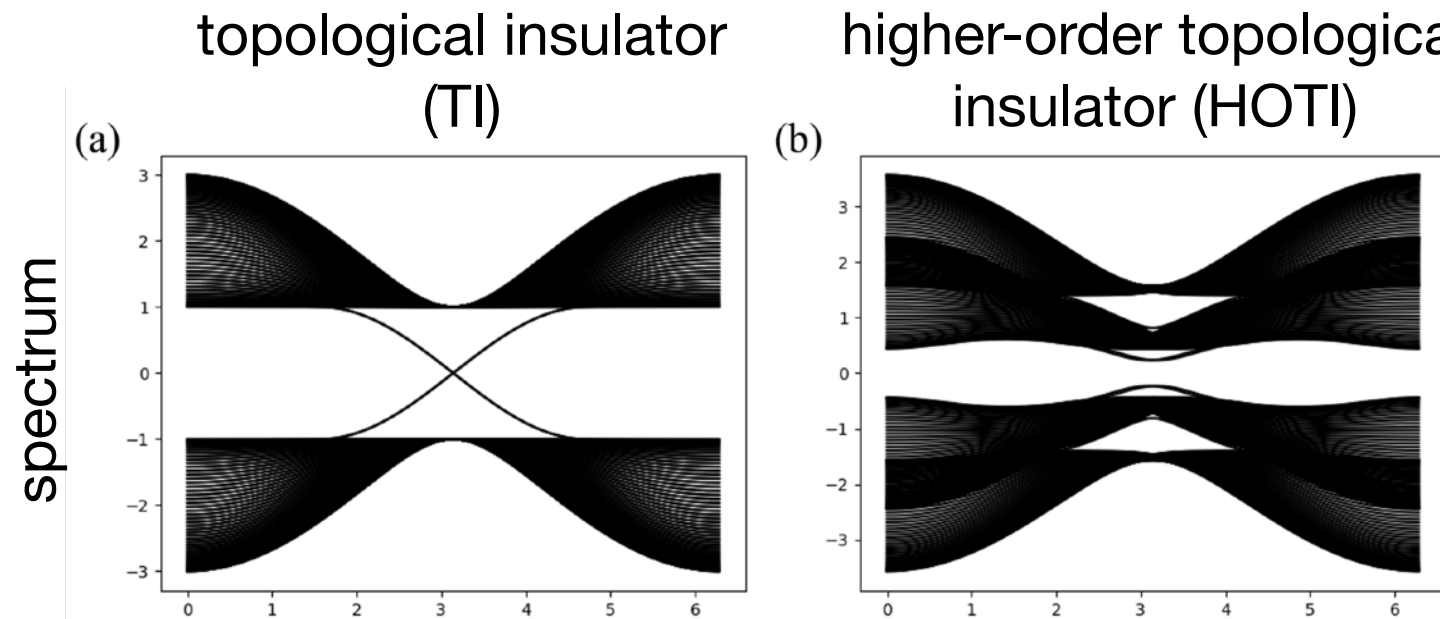 topological insulator
(TI)
higher-order topologica
insulator (HOTI)
(a)
(b)
spectrum
3
2
1
0
−1
−2
−3
0 1 2 3 4 5 6
3
2
1
0
−1
−2
−3
0 1 2 3 4 5 6